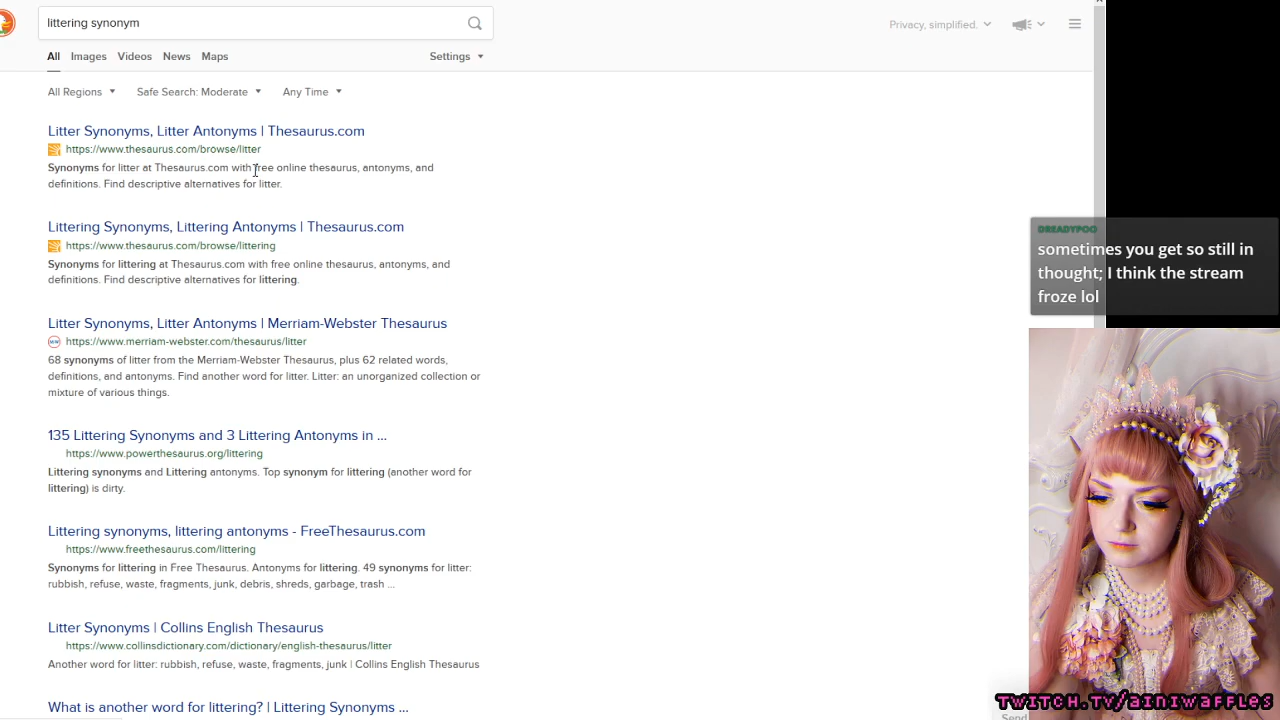 littering synonym
Privacy, simplified.
All Images Videos News Maps
Settings
All Regions Safe Search: Moderate Any Time
Litter Synonyms, Litter Antonyms | Thesaurus.com
https://www.thesaurus.com/browse/litter
Synonyms for litter at Thesaurus.com with free online thesaurus, antonyms, and
definitions. Find descriptive alternatives for litter.
Littering Synonyms, Littering Antonyms | Thesaurus.com
https://www.thesaurus.com/browse/littering
Synonyms for littering at Thesaurus.com with free online thesaurus, antonyms, and
definitions. Find descriptive alternatives for littering.
Litter Synonyms, Litter Antonyms | Merriam-Webster Thesaurus
https://www.merriam-webster.com/thesaurus/litter
68 synonyms of litter from the Merriam-Webster Thesaurus, plus 62 related words,
definitions, and antonyms. Find another word for litter. Litter: an unorganized collection or
mixture of various things.
135 Littering Synonyms and 3 Littering Antonyms in ...
https://www.powerthesaurus.org/littering
Littering synonyms and Littering antonyms. Top synonym for littering (another word for
littering) is dirty.
Littering synonyms, littering antonyms - FreeThesaurus.com
https://www.freethesaurus.com/littering
Synonyms for littering in Free Thesaurus. Antonyms for littering. 49 synonyms for litter:
rubbish, refuse, waste, fragments, junk, debris, shreds, garbage, trash ...
Litter Synonyms | Collins English Thesaurus
https://www.collinsdictionary.com/dictionary/english-thesaurus/litter
Another word for litter: rubbish, refuse, waste, fragments, junk | Collins English Thesaurus
What is another word for littering? | Littering Synonyms ...
DREADYPOO
sometimes you get so still in
thought; I think the stream
froze lol
TWITCH.TV/AINIWAFFLES
Send